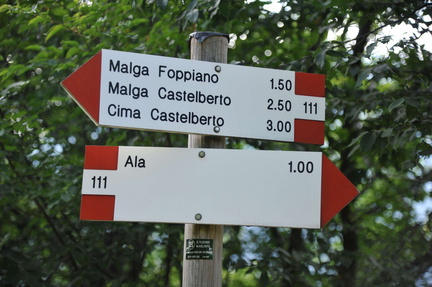 Malga Foppiano 1.50
Malga Castelberto 2.50
Cima Castelberto 3.00
111
Ala 1.00
111